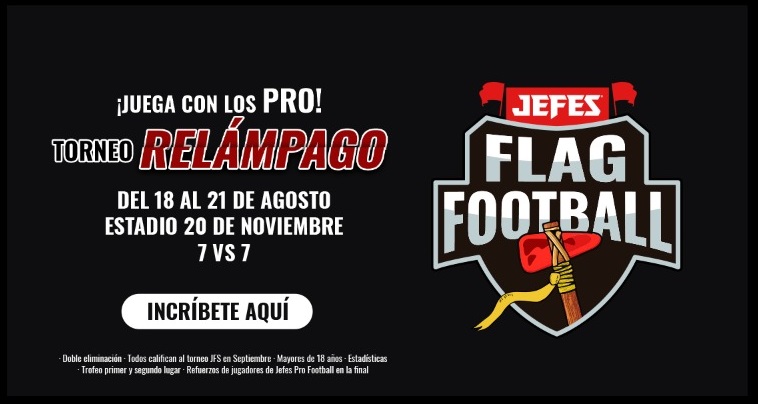 ¡JUEGA CON LOS PRO!
TORNEO RELÁMPAGO
DEL 18 AL 21 DE AGOSTO
ESTADIO 20 DE NOVIEMBRE
7 VS 7
INCRÍBETE AQUÍ
· Doble eliminación · Todos califican al torneo JFS en Septiembre · Mayores de 18 años · Estadísticas
· Trofeo primer y segundo lugar · Refuerzos de jugadores de Jefes Pro Football en la final
JEFES
FLAG
FOOTBALL